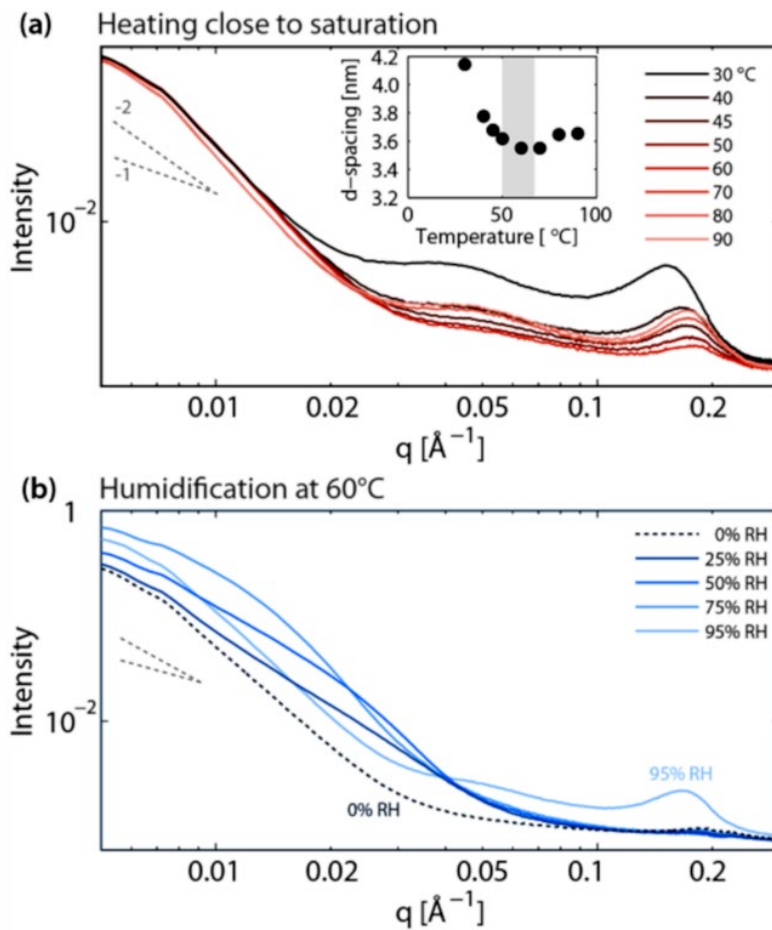 (a) Heating close to saturation
4.2
4.0
3.8
3.6
3.4
3.2
d-spacing [nm]
0 50 100
Temperature [ °C]
30 °C
40
45
50
60
70
80
90
-2
-1
10⁻²
Intensity
0.01 0.02 0.05 0.1 0.2
q [Å⁻¹]
(b) Humidification at 60°C
1
0% RH
25% RH
50% RH
75% RH
95% RH
10⁻²
Intensity
95% RH
0% RH
0.01 0.02 0.05 0.1 0.2
q [Å⁻¹]